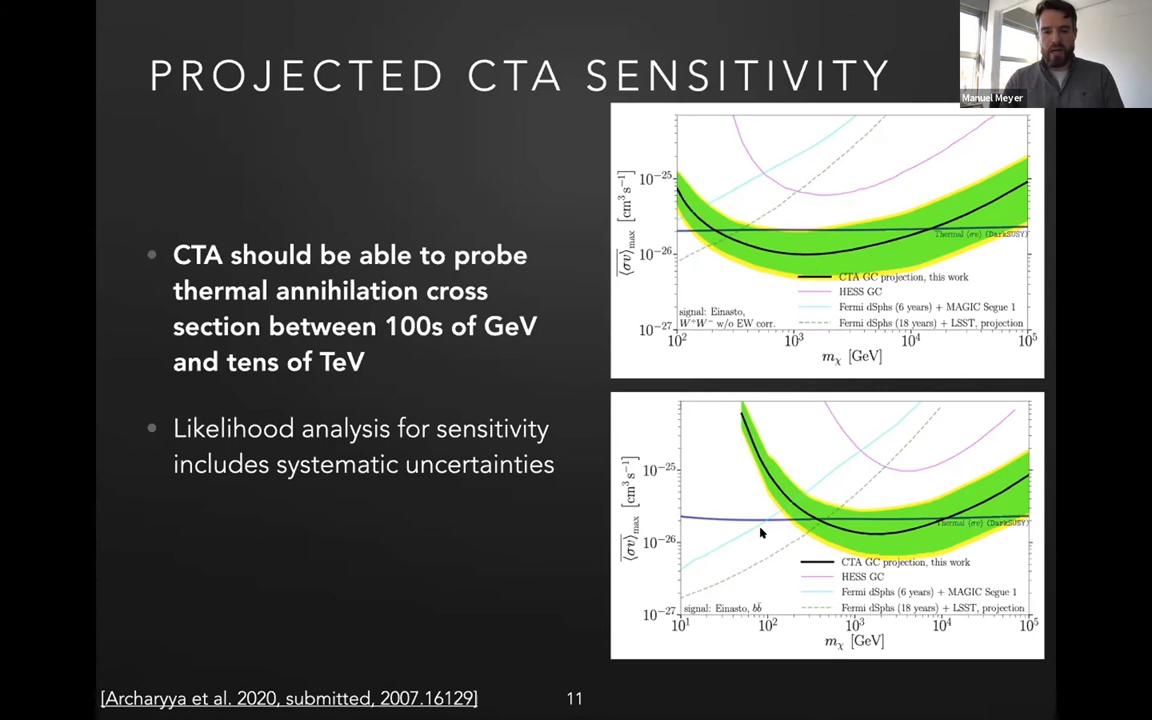 PROJECTED CTA SENSITIVITY
Manuel Meyer
• CTA should be able to probe
thermal annihilation cross
section between 100s of GeV
and tens of TeV
• Likelihood analysis for sensitivity
includes systematic uncertainties
⟨σv⟩max [cm³ s⁻¹]
10⁻²⁵
10⁻²⁶
10⁻²⁷
Thermal ⟨σv⟩ (DarkSUSY)
CTA GC projection, this work
HESS GC
Fermi dSphs (6 years) + MAGIC Segue 1
Fermi dSphs (18 years) + LSST, projection
signal: Einasto,
W⁺W⁻ w/o EW corr.
10² 10³ 10⁴ 10⁵
mχ [GeV]
⟨σv⟩max [cm³ s⁻¹]
10⁻²⁵
10⁻²⁶
10⁻²⁷
Thermal ⟨σv⟩ (DarkSUSY)
CTA GC projection, this work
HESS GC
Fermi dSphs (6 years) + MAGIC Segue 1
Fermi dSphs (18 years) + LSST, projection
signal: Einasto, bb̄
10¹ 10² 10³ 10⁴ 10⁵
mχ [GeV]
[Archaryya et al. 2020, submitted, 2007.16129]
11